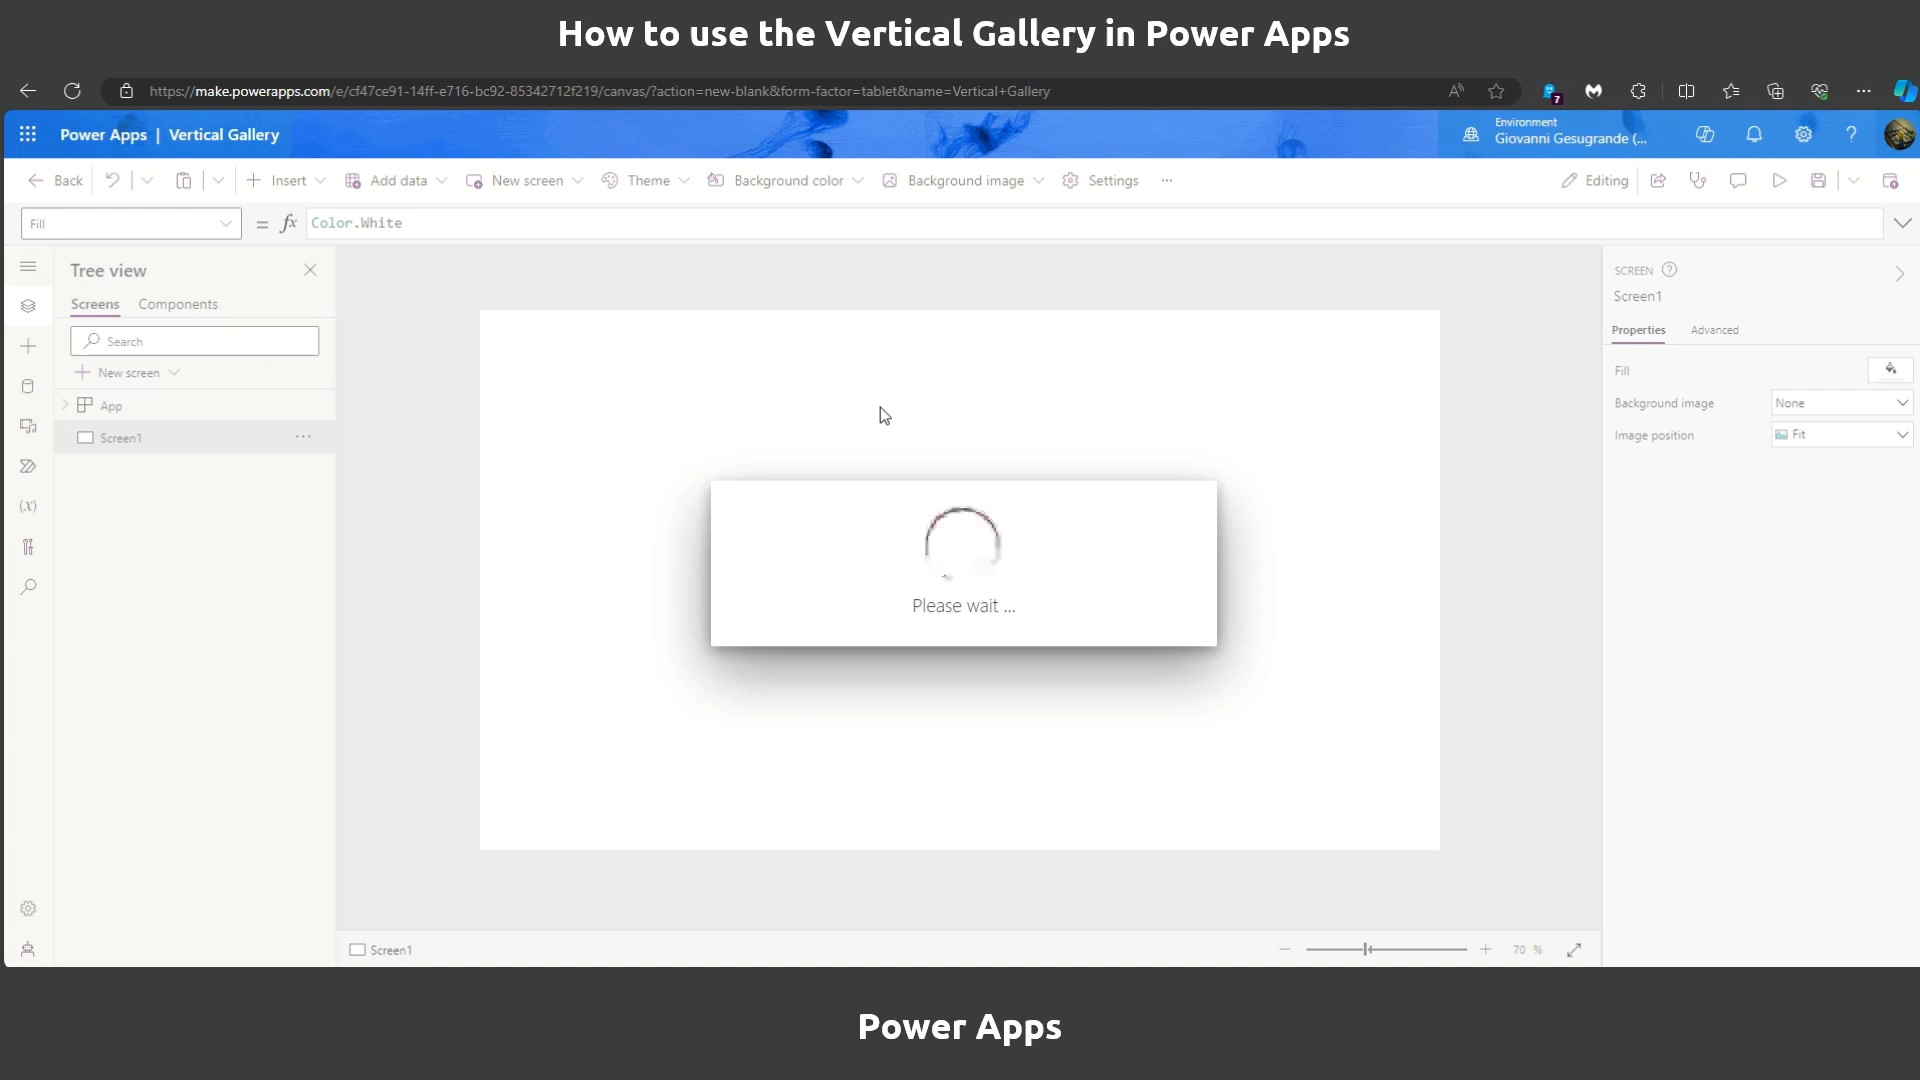 How to use the Vertical Gallery in Power Apps
https://make.powerapps.com/e/cf47ce91-14ff-e716-bc92-85342712f219/canvas/?action=new-blank&form-factor=tablet&name=Vertical+Gallery
7
Power Apps | Vertical Gallery
Environment
Giovanni Gesugrande (...
Back
Insert
Add data
New screen
Theme
Background color
Background image
Settings
Editing
Fill
= fx Color.White
Tree view
Screens
Components
Search
New screen
App
Screen1
Please wait ...
SCREEN
Screen1
Properties
Advanced
Fill
Background image
None
Image position
Fit
Screen1
70 %
Power Apps